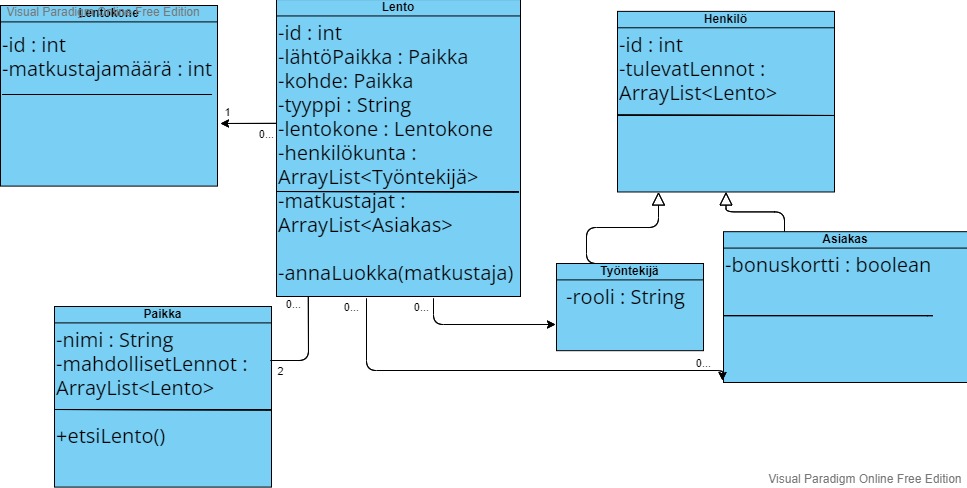 Visual Paradigm Online Free Edition
Lentokone
-id : int
-matkustajamäärä : int
1
0...
Lento
-id : int
-lähtöPaikka : Paikka
-kohde: Paikka
-tyyppi : String
-lentokone : Lentokone
-henkilökunta :
ArrayList<Työntekijä>
-matkustajat :
ArrayList<Asiakas>
-annaLuokka(matkustaja)
Henkilö
-id : int
-tulevatLennot :
ArrayList<Lento>
Työntekijä
-rooli : String
Asiakas
-bonuskortti : boolean
0...
0...
0...
0...
2
Paikka
-nimi : String
-mahdollisetLennot :
ArrayList<Lento>
+etsiLento()
Visual Paradigm Online Free Edition